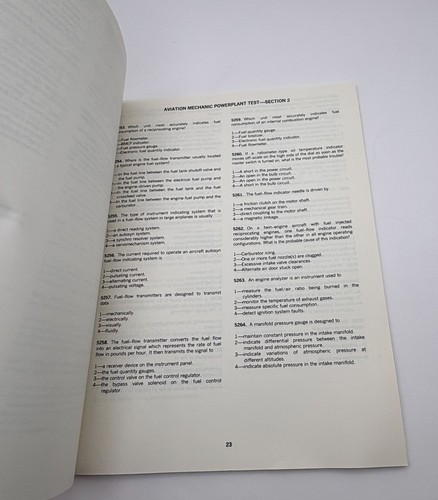 AVIATION MECHANIC POWERPLANT TEST—SECTION 2
Which unit most accurately indicates fuel
consumption of a reciprocating engine?
1—Fuel flowmeter.
indicator.
3—Fuel pressure gauge.
4—Electronic fuel quantity indicator.
5254. Where is the fuel-flow transmitter usually located
a typical engine fuel system?
1—in the fuel line between the fuel tank shutoff valve and
the fuel pump.
2—in the fuel line between the electrical fuel pump and
the engine-driven pump.
3—in the fuel line between the fuel tank and the
crossfeed valve.
4—in the fuel line between the engine fuel pump and the
carburetor.
5255. The type of instrument indicating system that is
used in a fuel-flow system in large airplanes is usually
1—a direct reading system.
2—an autosyn system.
3—a synchro resolver system.
4—a servomechanism system.
5256. The current required to operate an aircraft autosyn
fuel-flow indicating system is
1—direct current.
2—pulsating current.
3—alternating current.
4—pulsating voltage.
5257. Fuel-flow transmitters are designed to transmit
data
1—mechanically.
2—electrically.
3—visually.
4—fluidly.
5258. The fuel-flow transmitter converts the fuel flow
into an electrical signal which represents the rate of fuel
flow in pounds per hour. It then transmits the signal to
1—a receiver device on the instrument panel.
2—the fuel quantity gauges.
3—the control valve on the fuel control regulator.
4—the bypass valve solenoid on the fuel control
regulator.
5259. Which unit most accurately indicates fuel
consumption of an internal combustion engine?
1—Fuel quantity gauge.
2—Fuel totalizer.
3—Electronic fuel quantity indicator.
4—Fuel flowmeter.
5260. If a ratiometer-type oil temperature indicator
moves off-scale on the high side of the dial as soon as the
master switch is turned on, what is the most probable trouble?
1—A short in the power circuit.
2—An open in the bulb circuit.
3—An open in the power circuit.
4—A short in the bulb circuit.
5261. The fuel-flow indicator needle is driven by
1—a friction clutch on the motor shaft.
2—a mechanical gear train.
3—direct coupling to the motor shaft.
4—a magnetic linkage.
5262. On a twin-engine aircraft with fuel injected
reciprocating engines, one fuel-flow indicator reads
considerably higher than the other in all engine operating
configurations. What is the probable cause of this indication?
1—Carburetor icing.
2—One or more fuel nozzle(s) are clogged.
3—Excessive intake valve clearances.
4—Alternate air door stuck open.
5263. An engine analyzer is an instrument used to
1—measure the fuel/air ratio being burned in the
cylinders.
2—monitor the temperature of exhaust gases.
3—measure specific fuel consumption.
4—detect ignition system faults.
5264. A manifold pressure gauge is designed to
1—maintain constant pressure in the intake manifold.
2—indicate differential pressure between the intake
manifold and atmospheric pressure.
3—indicate variations of atmospheric pressure at
different altitudes.
4—indicate absolute pressure in the intake manifold.
23